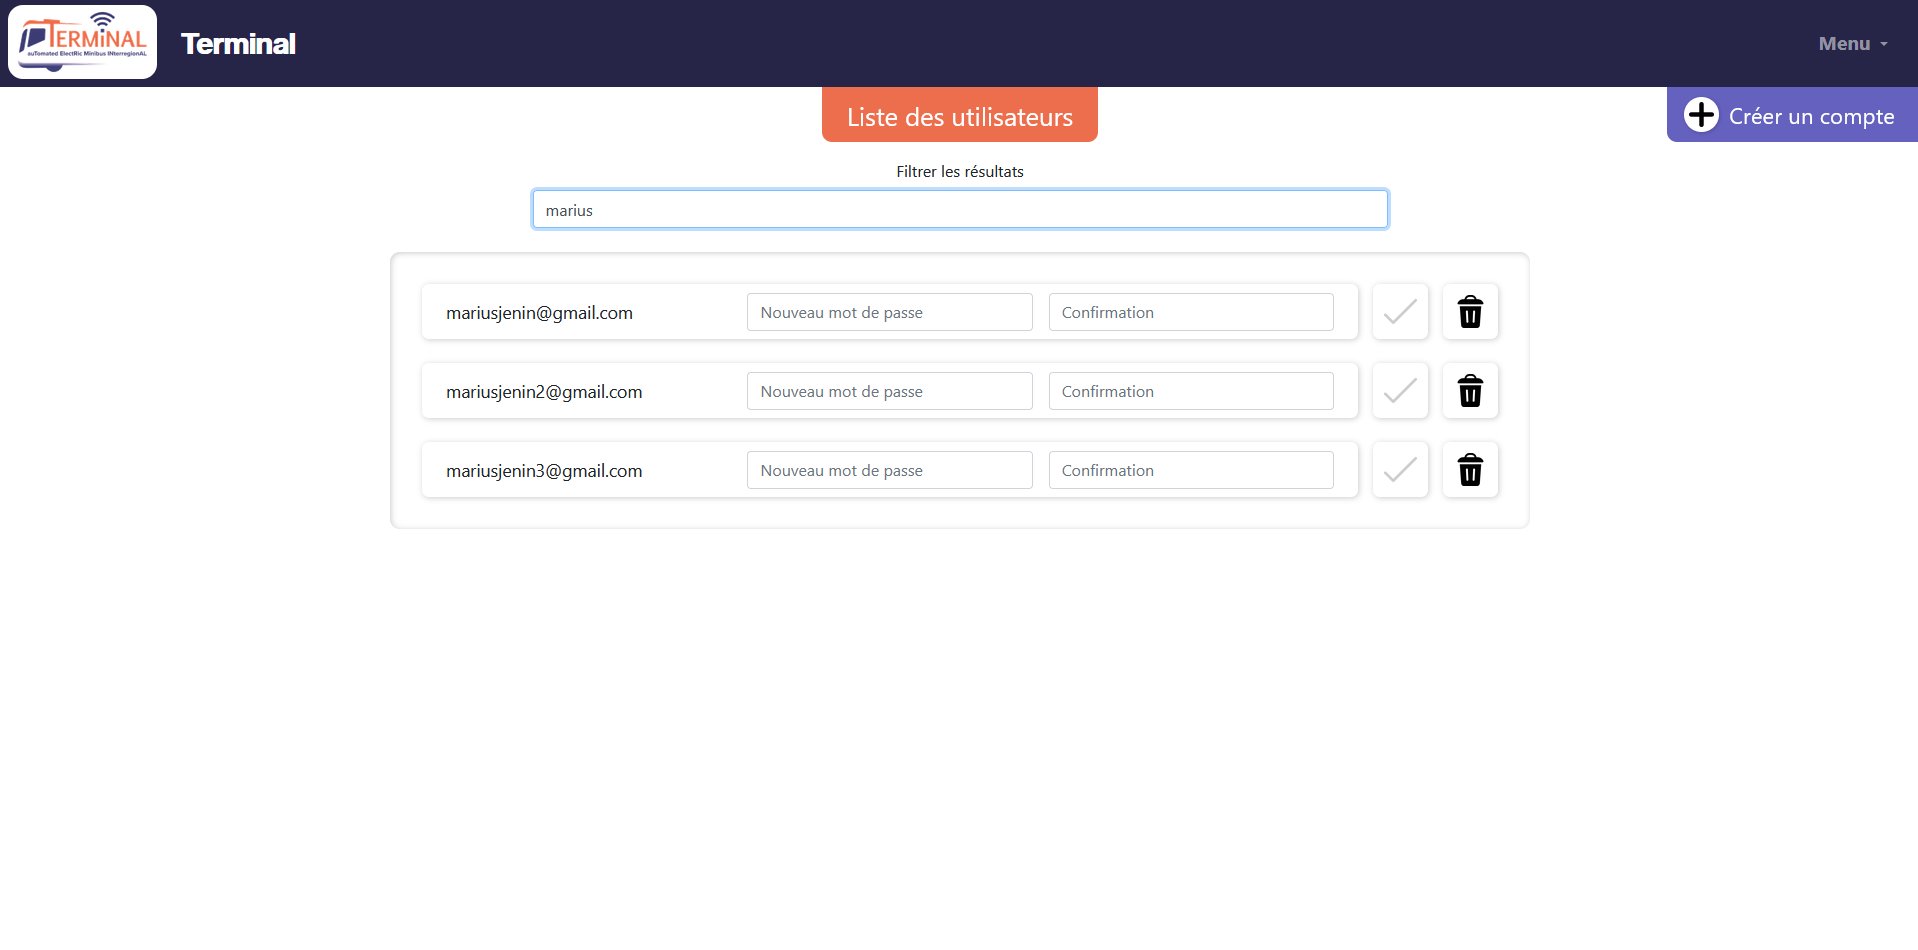 TERMiNAL
auTomated ElectRic Minibus INterregionAL
Terminal
Menu
Liste des utilisateurs
Créer un compte
Filtrer les résultats
marius
mariusjenin@gmail.com Nouveau mot de passe Confirmation
mariusjenin2@gmail.com Nouveau mot de passe Confirmation
mariusjenin3@gmail.com Nouveau mot de passe Confirmation